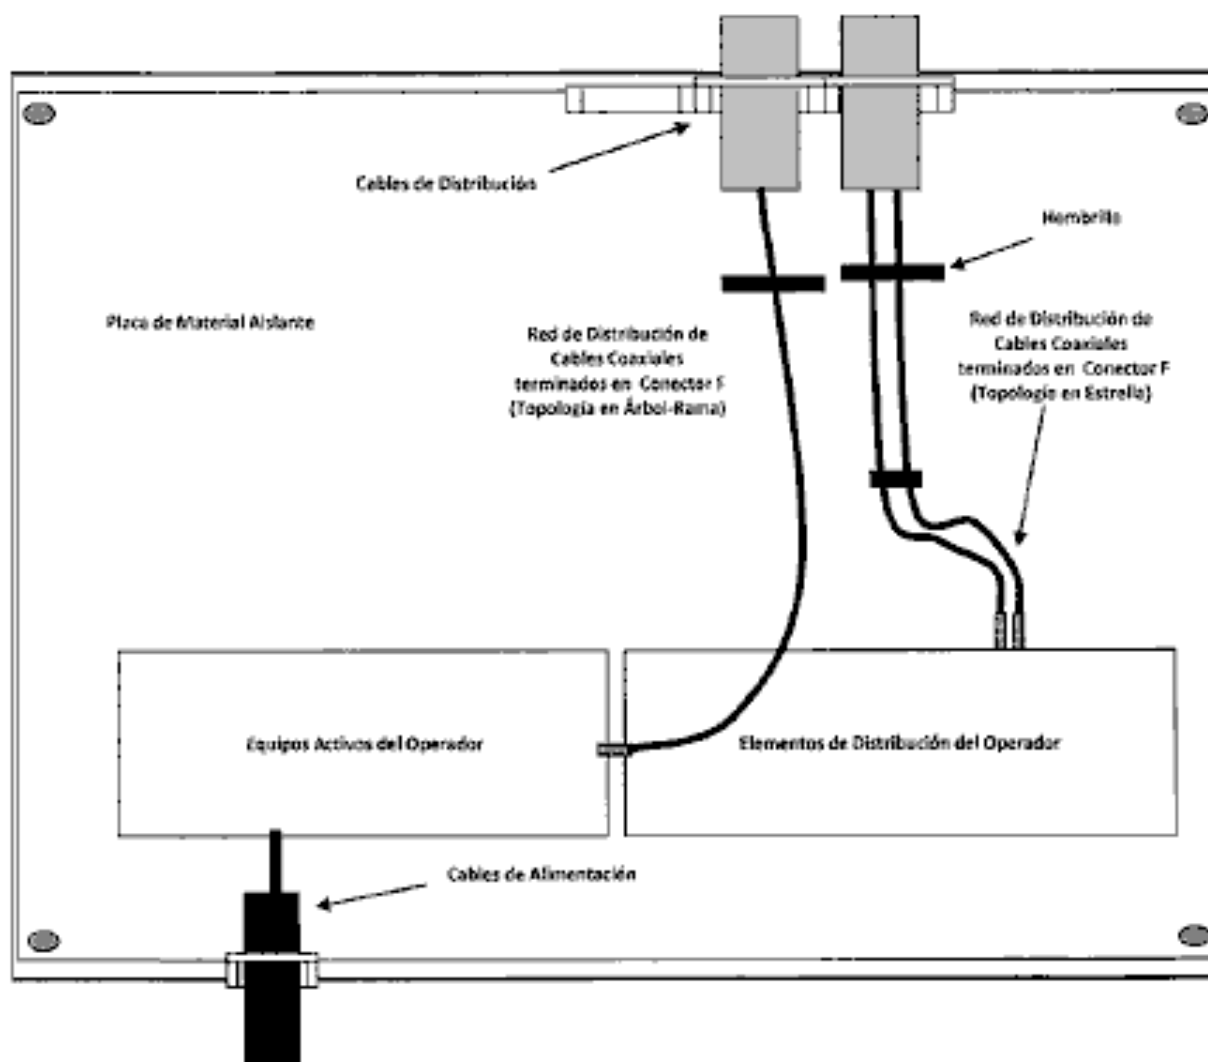 Cables de Distribución
Hembrilla
Placa de Material Aislante
Red de Distribución de
Cables Coaxiales
terminados en Conector F
(Topología en Árbol-Rama)
Red de Distribución de
Cables Coaxiales
terminados en Conector F
(Topología en Estrella)
Equipos Activos del Operador
Elementos de Distribución del Operador
Cables de Alimentación